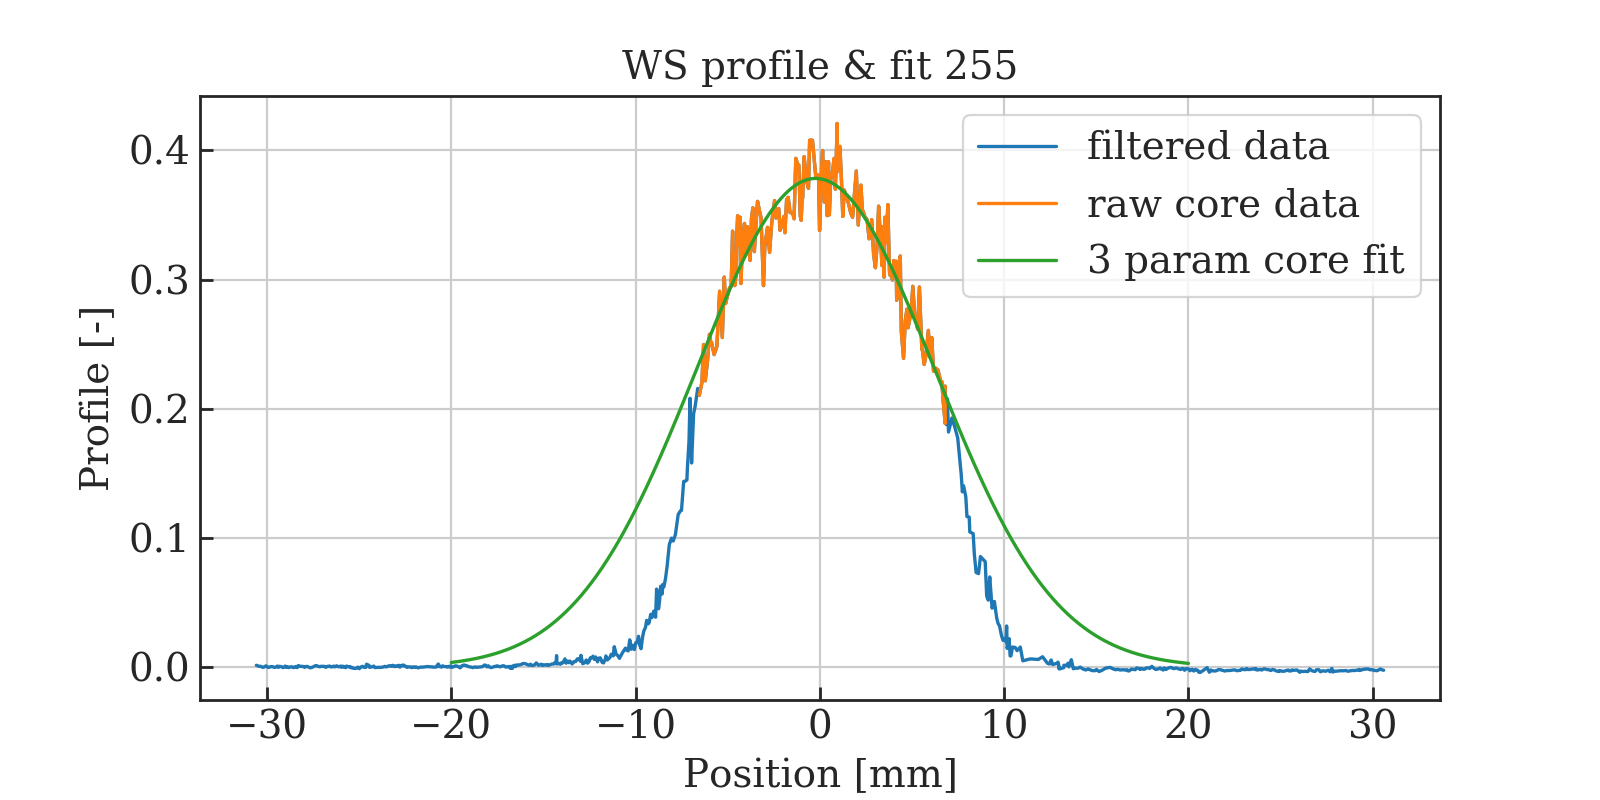 WS profile & fit 255
filtered data
raw core data
3 param core fit
Profile [-]
0.4
0.3
0.2
0.1
0.0
−30 −20 −10 0 10 20 30
Position [mm]